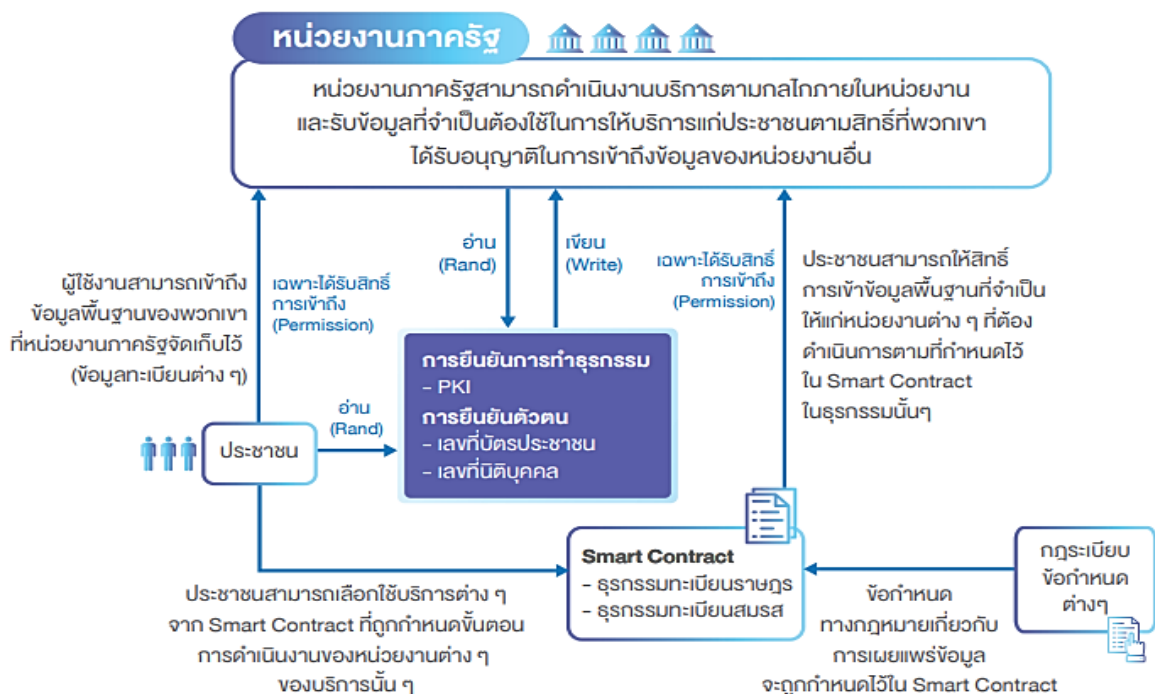 หน่วยงานภาครัฐ
หน่วยงานภาครัฐสามารถดำเนินงานบริการตามกลไกภายในหน่วยงาน
และรับข้อมูลที่จำเป็นต้องใช้ในการให้บริการแก่ประชาชนตามสิทธิ์ที่พวกเขา
ได้รับอนุญาติในการเข้าถึงข้อมูลของหน่วยงานอื่น
ผู้ใช้งานสามารถเข้าถึง
ข้อมูลพื้นฐานของพวกเขา
ที่หน่วยงานภาครัฐจัดเก็บไว้
(ข้อมูลทะเบียนต่าง ๆ)
เฉพาะได้รับสิทธิ์
การเข้าถึง
(Permission)
อ่าน
(Rand)
เขียน
(Write)
เฉพาะได้รับสิทธิ์
การเข้าถึง
(Permission)
ประชาชนสามารถให้สิทธิ์
การเข้าข้อมูลพื้นฐานที่จำเป็น
ให้แก่หน่วยงานต่าง ๆ ที่ต้อง
ดำเนินการตามที่กำหนดไว้
ใน Smart Contract
ในธุรกรรมนั้นๆ
การยืนยันการทำธุรกรรม
- PKI
การยืนยันตัวตน
- เลขที่บัตรประชาชน
- เลขที่นิติบุคคล
ประชาชน
อ่าน
(Rand)
Smart Contract
- ธุรกรรมทะเบียนราษฎร
- ธุรกรรมทะเบียนสมรส
กฎระเบียบ
ข้อกำหนด
ต่างๆ
ประชาชนสามารถเลือกใช้บริการต่าง ๆ
จาก Smart Contract ที่ถูกกำหนดขั้นตอน
การดำเนินงานของหน่วยงานต่าง ๆ
ของบริการนั้น ๆ
ข้อกำหนด
ทางกฎหมายเกี่ยวกับ
การเผยแพร่ข้อมูล
จะถูกกำหนดไว้ใน Smart Contract